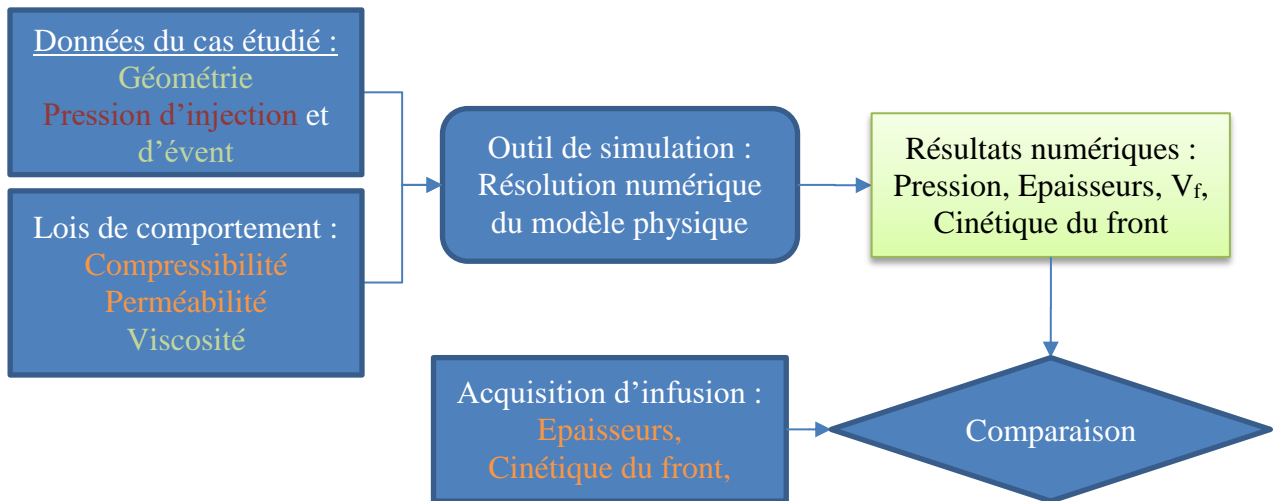 Données du cas étudié :
Géométrie
Pression d’injection et
d’évent
Lois de comportement :
Compressibilité
Perméabilité
Viscosité
Outil de simulation :
Résolution numérique
du modèle physique
Résultats numériques :
Pression, Epaisseurs, Vf,
Cinétique du front
Acquisition d’infusion :
Epaisseurs,
Cinétique du front,
Comparaison